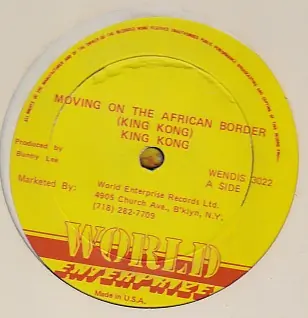 MOVING ON THE AFRICAN BORDER
(KING KONG)
KING KONG
Produced by
Bunny Lee
WENDIS 3022
A SIDE
Marketed By:
World Enterprise Records Ltd.
4905 Church Ave., B'klyn, N.Y.
(718) 282-7709
WORLD
ENTERPRIZE
Made in U.S.A.